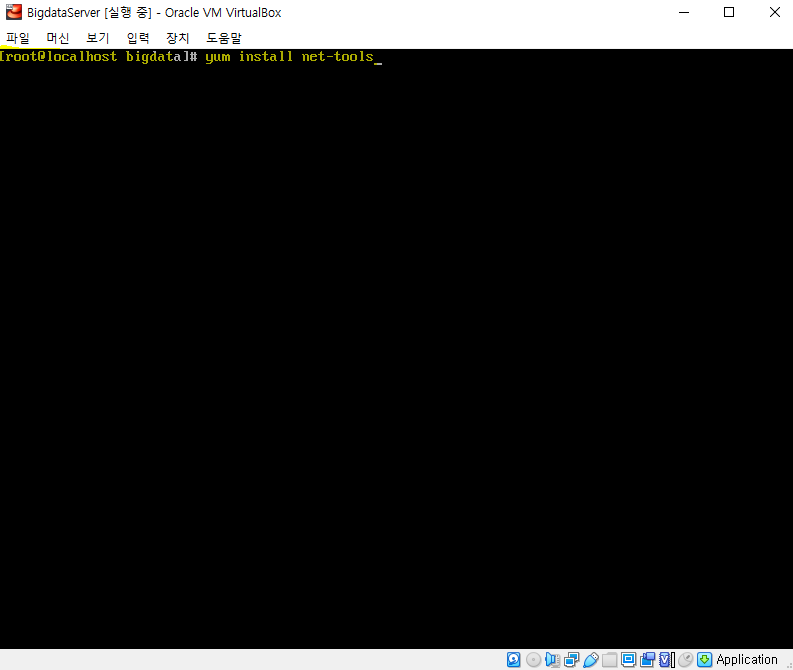 BigdataServer [실행 중] - Oracle VM VirtualBox
파일 머신 보기 입력 장치 도움말
[root@localhost bigdata]# yum install net-tools_
Application